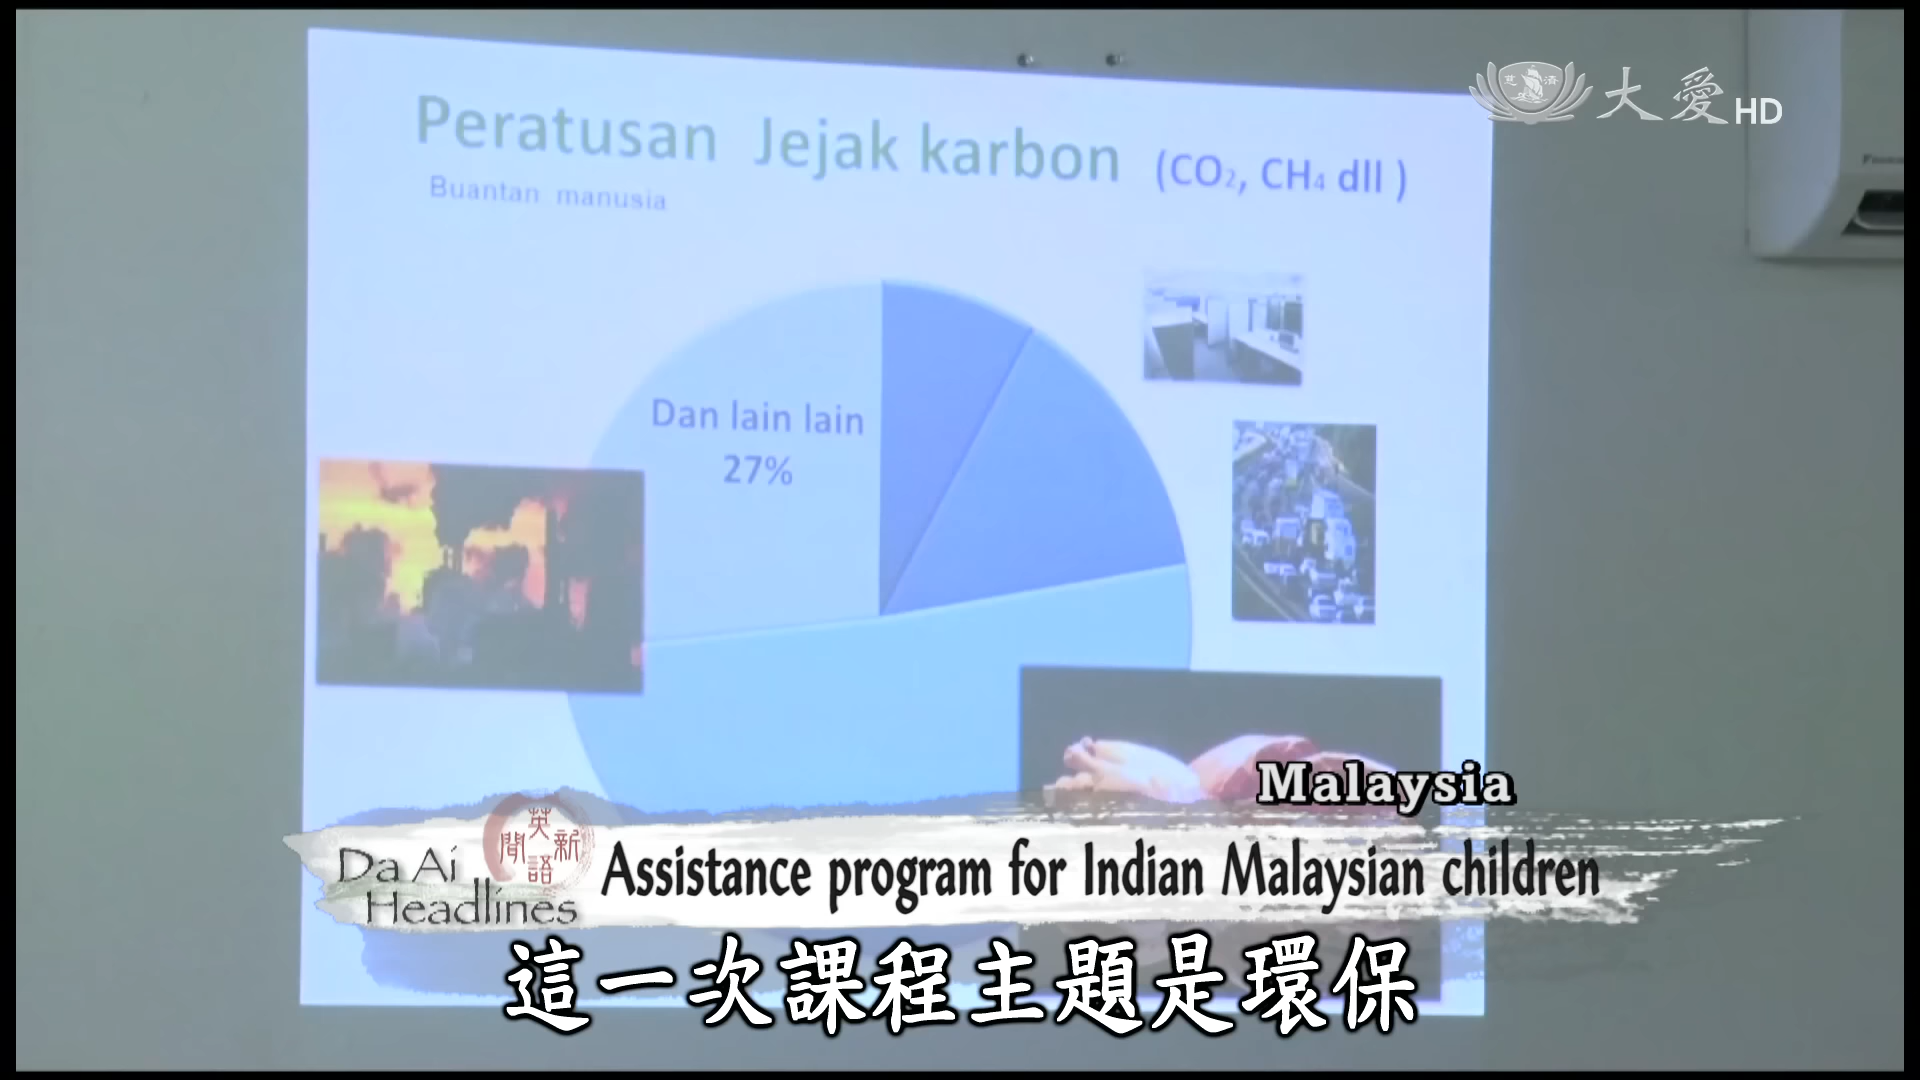 慈濟
大愛HD
Peratusan Jejak karbon (CO₂, CH₄ dll )
Buantan manusia
Dan lain lain
27%
Malaysia
英語新聞
Da Ai
Headlines
Assistance program for Indian Malaysian children
這一次課程主題是環保